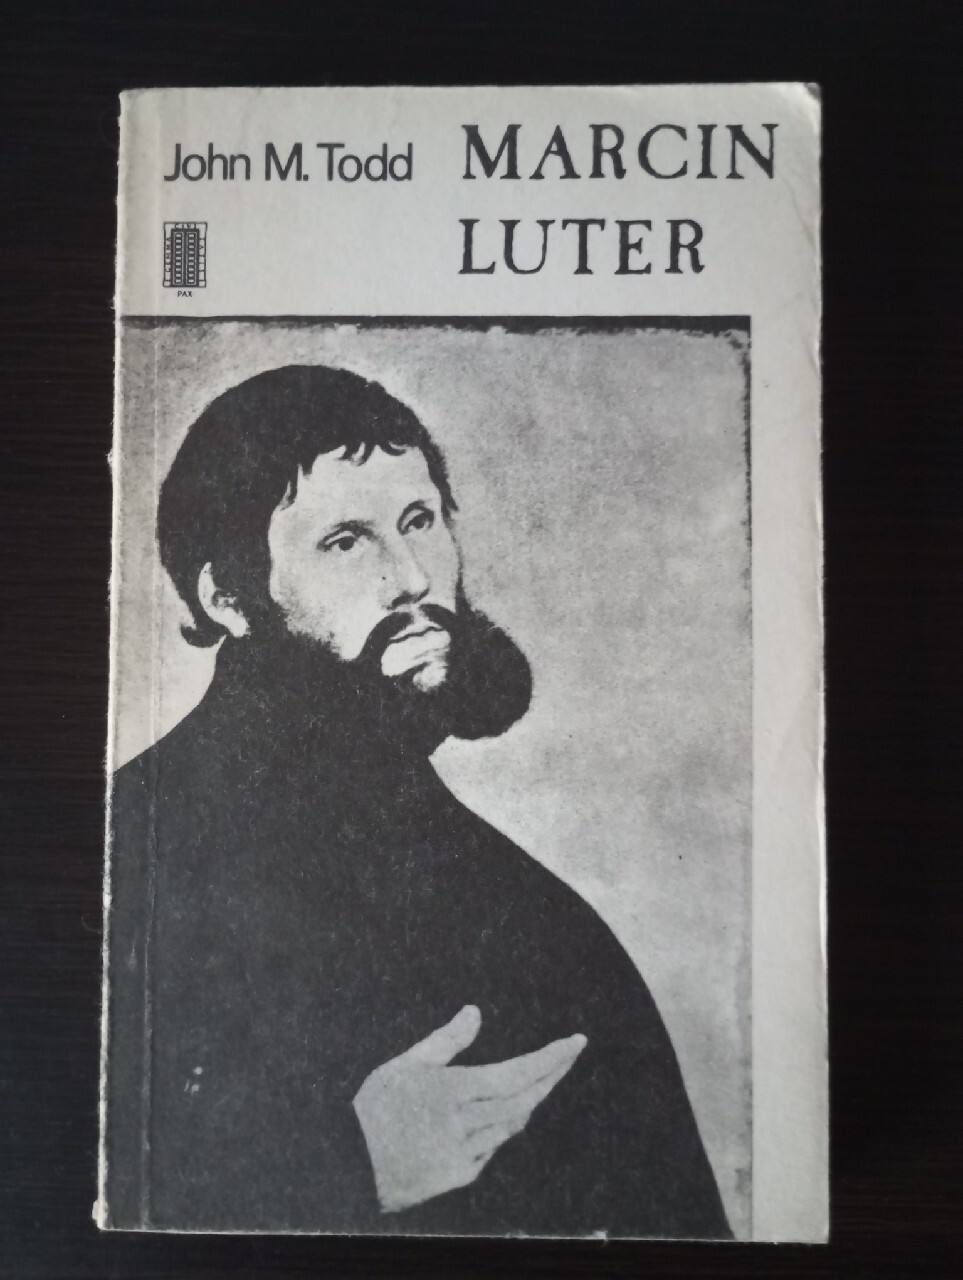 John M. Todd
MARCIN
LUTER
PAX